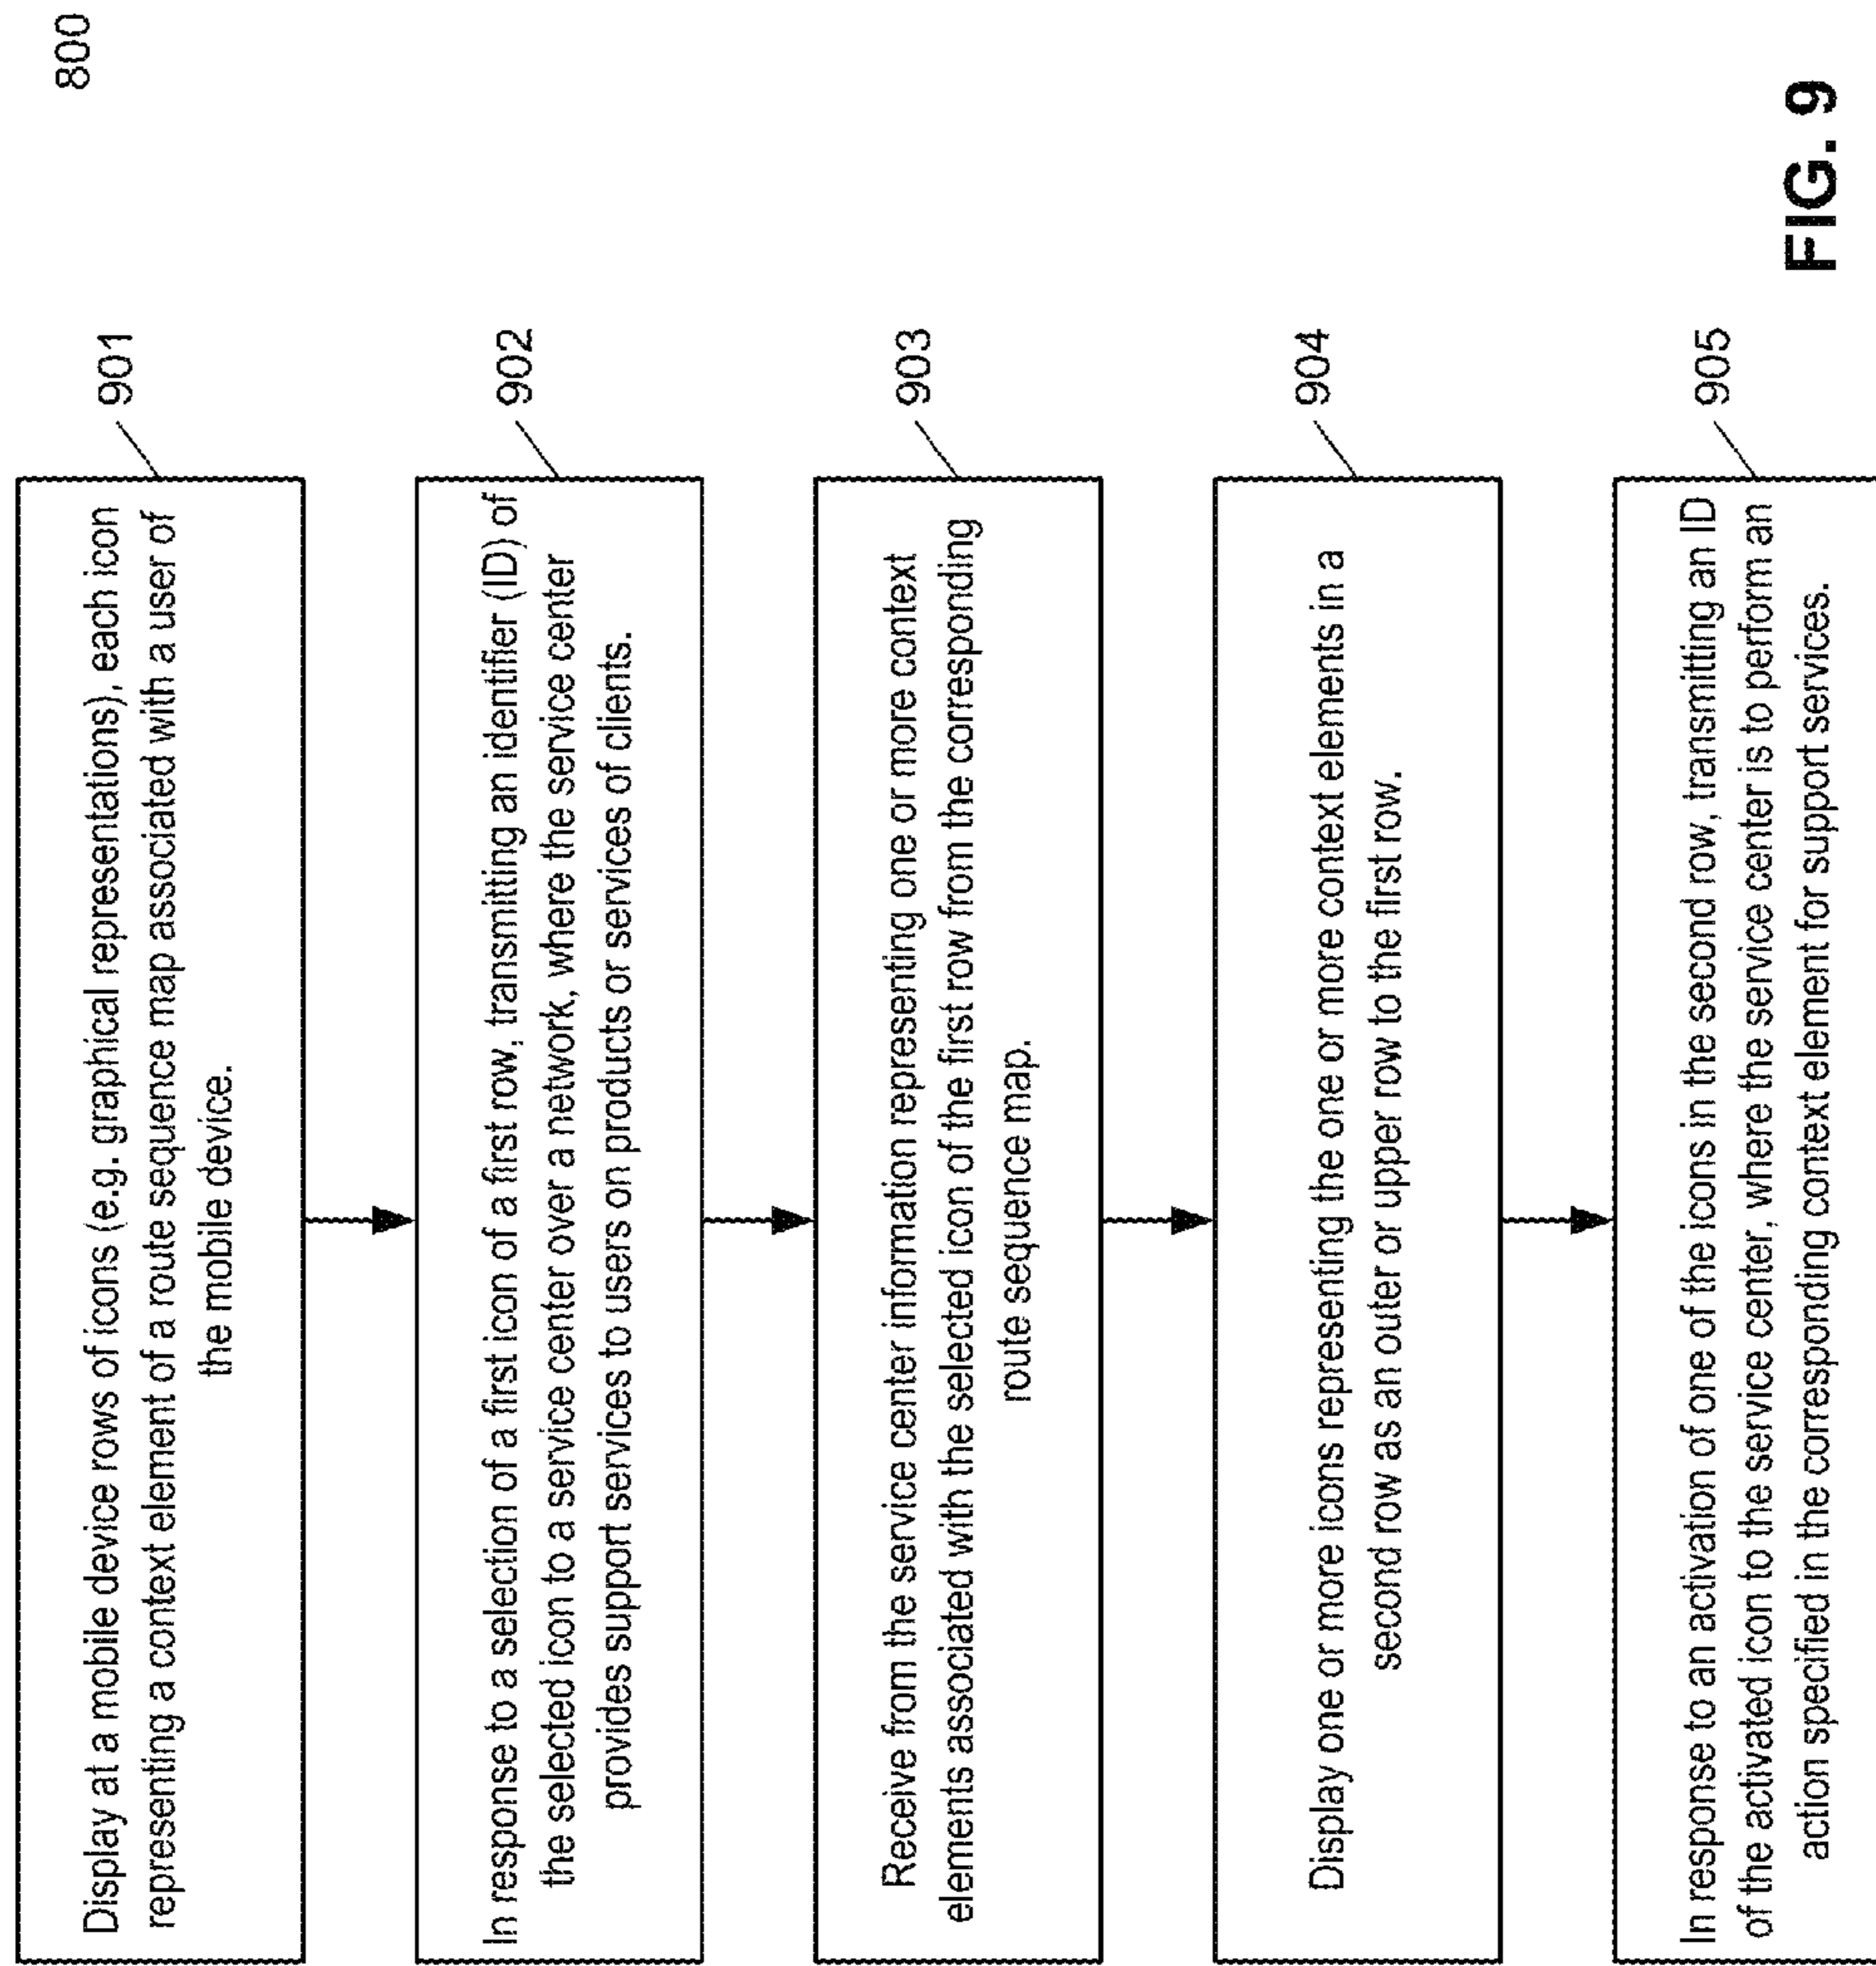 800
Display at a mobile device rows of icons (e.g. graphical representations), each icon
representing a context element of a route sequence map associated with a user of
the mobile device.
901
In response to a selection of a first icon of a first row, transmitting an identifier (ID) of
the selected icon to a service center over a network, where the service center
provides support services to users on products or services of clients.
902
Receive from the service center information representing one or more context
elements associated with the selected icon of the first row from the corresponding
route sequence map.
903
Display one or more icons representing the one or more context elements in a
second row as an outer or upper row to the first row.
904
In response to an activation of one of the icons in the second row, transmitting an ID
of the activated icon to the service center, where the service center is to perform an
action specified in the corresponding context element for support services.
905
FIG. 9